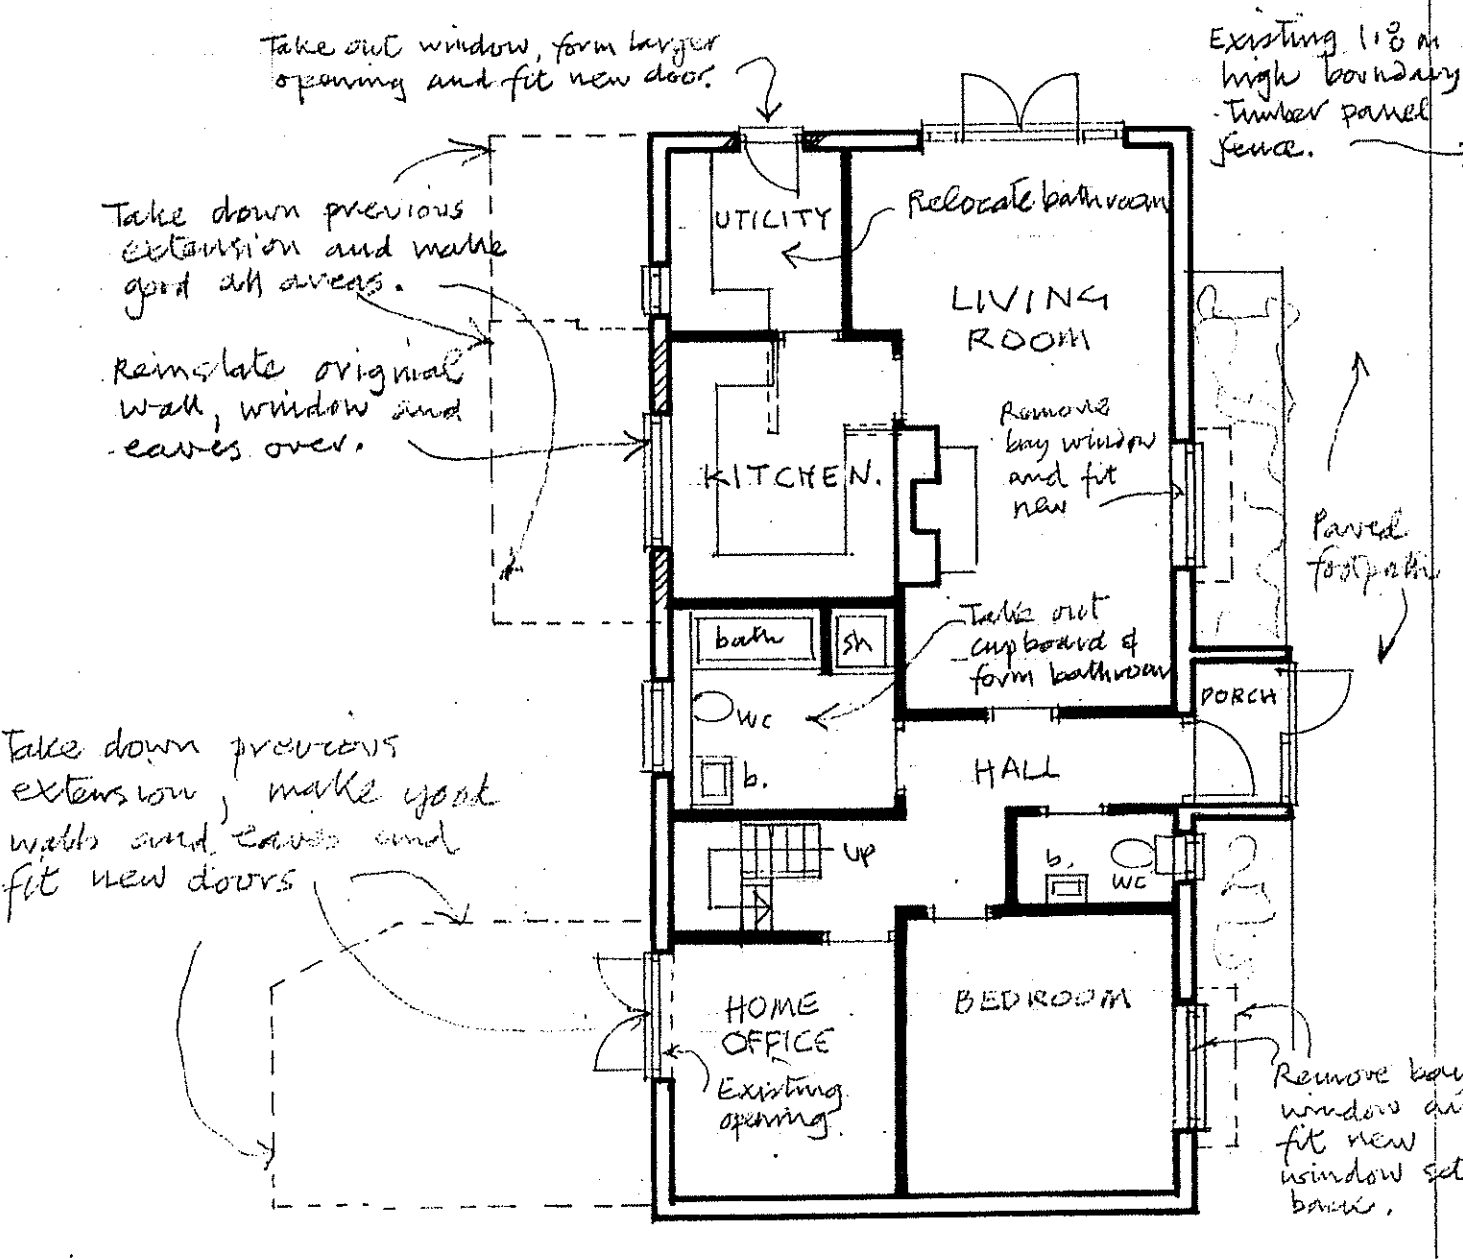 Take out window, form larger
opening and fit new door.
Existing 1.8 m
high boundary
timber panel
fence.
Take down previous
extension and make
good all areas.
UTILITY
Relocate bathroom
LIVING
ROOM
Reinstate original
wall, window and
eaves over.
Remove
bay window
and fit
new
KITCHEN.
Paved
footpath
bath
sh
Take out
cupboard &
form bathroom
WC
PORCH
b.
HALL
Take down previous
extension, make good
walls and eaves and
fit new doors
UP
b.
WC
HOME
OFFICE
BEDROOM
Existing
opening
Remove bay
window
fit new
window set
back.